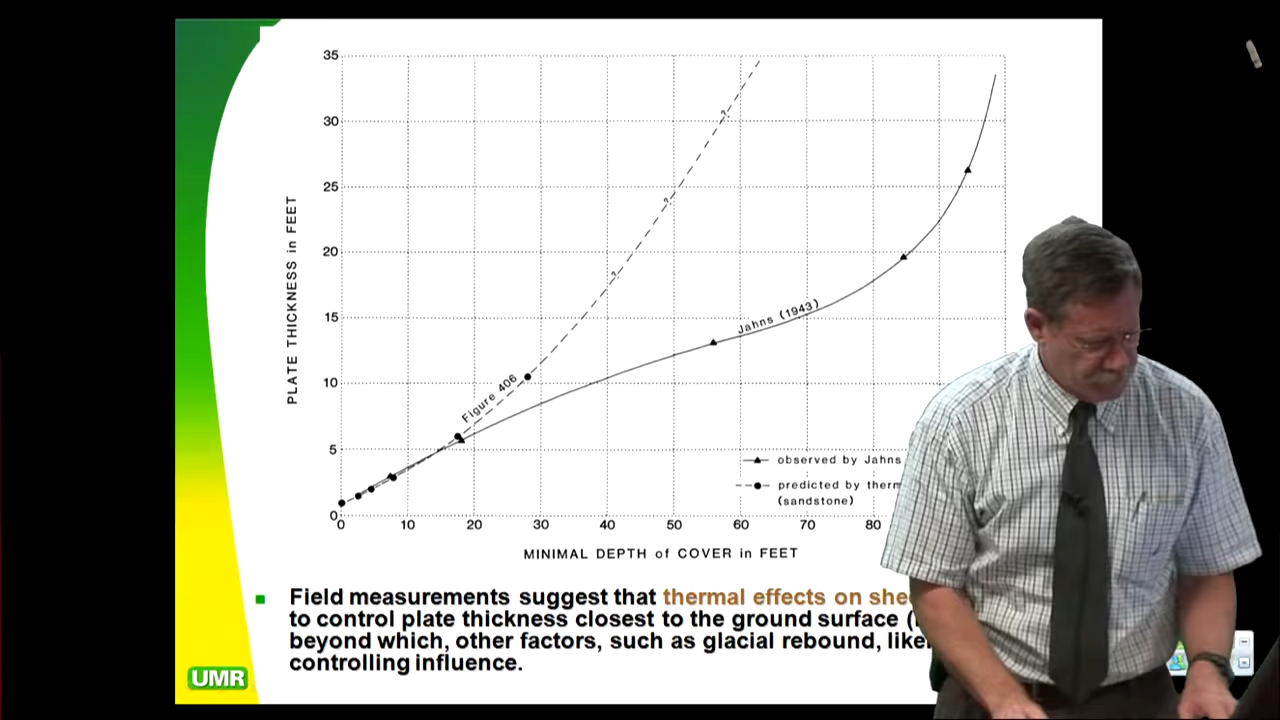 35
30
25
20
15
10
5
0
PLATE THICKNESS in FEET
0 10 20 30 40 50 60 70 80
MINIMAL DEPTH of COVER in FEET
Figure 406
Jahns (1943)
?
?
?
observed by Jahns
predicted by therm
(sandstone)
Field measurements suggest that thermal effects on
to control plate thickness closest to the ground surface (
beyond which, other factors, such as glacial rebound,
controlling influence.
UMR